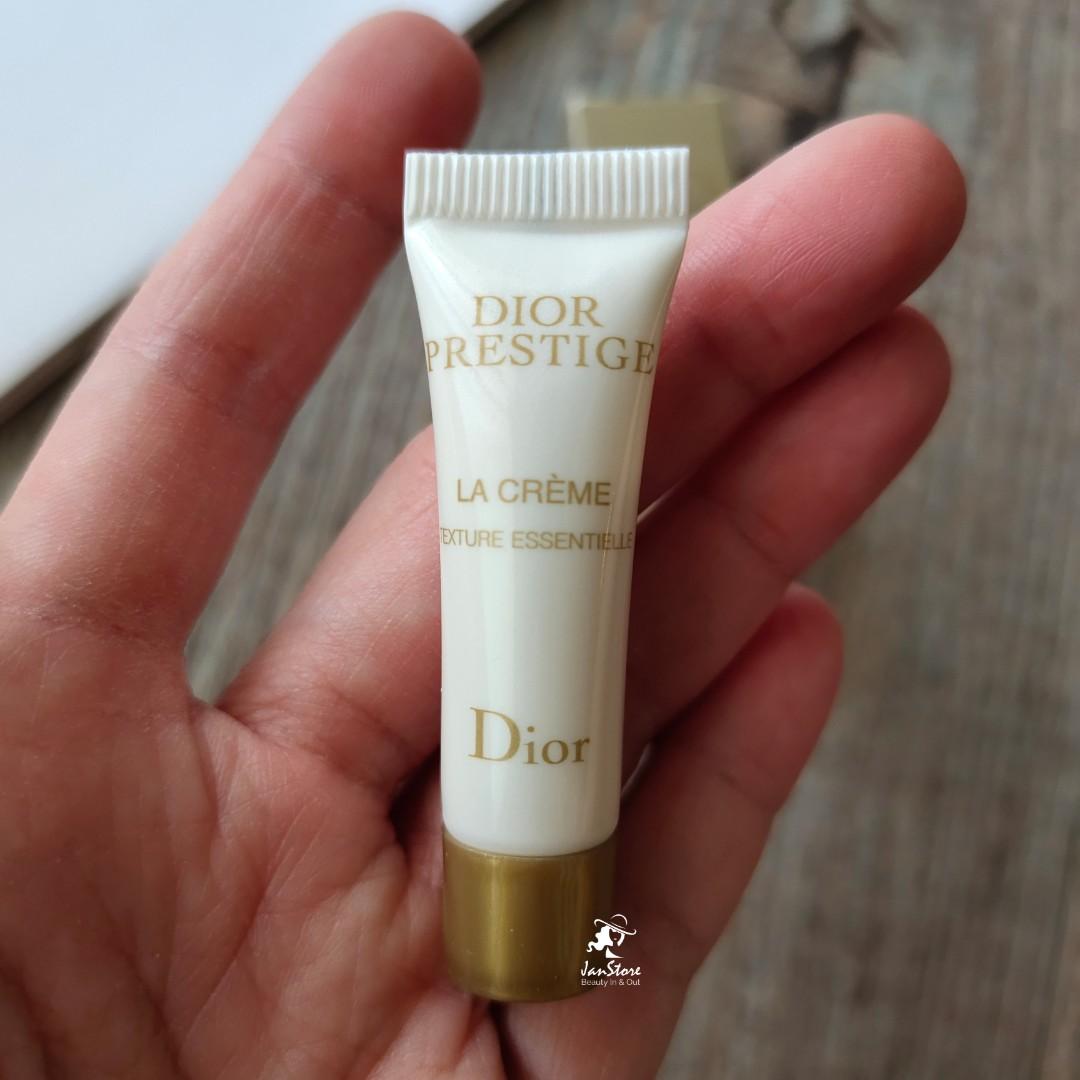 DIOR
PRESTIGE
LA CRÈME
TEXTURE ESSENTIELLE
Dior
JanStore
Beauty In & Out